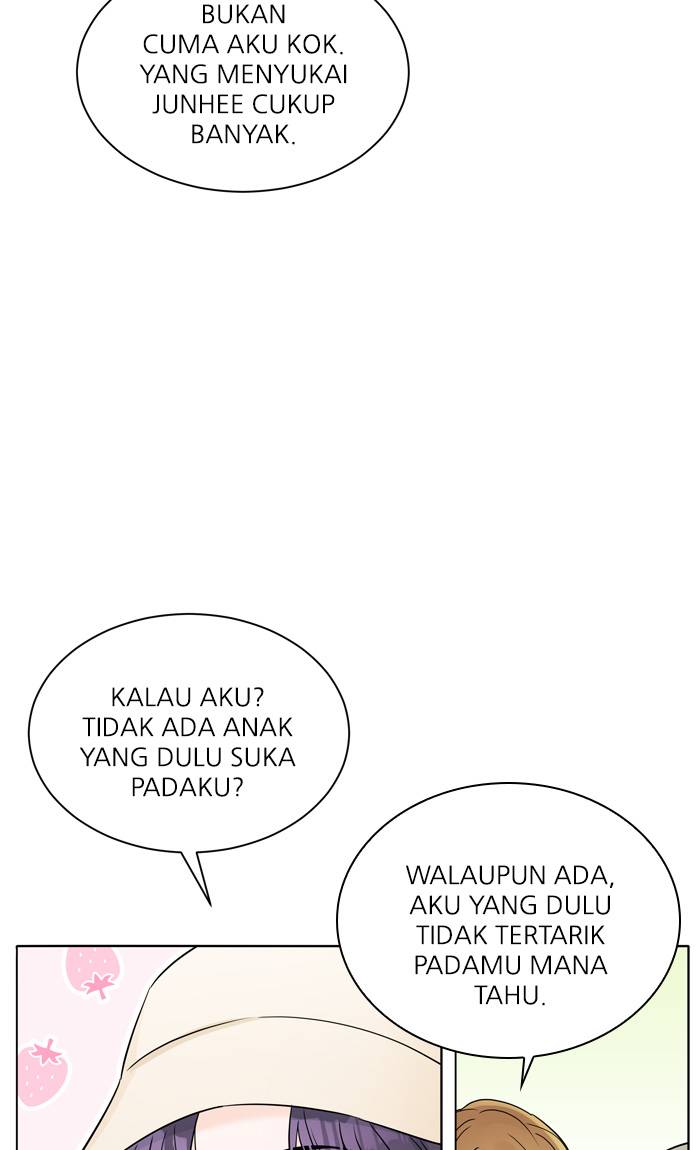 BUKAN
CUMA AKU KOK.
YANG MENYUKAI
JUNHEE CUKUP
BANYAK.
KALAU AKU?
TIDAK ADA ANAK
YANG DULU SUKA
PADAKU?
WALAUPUN ADA,
AKU YANG DULU
TIDAK TERTARIK
PADAMU MANA
TAHU.